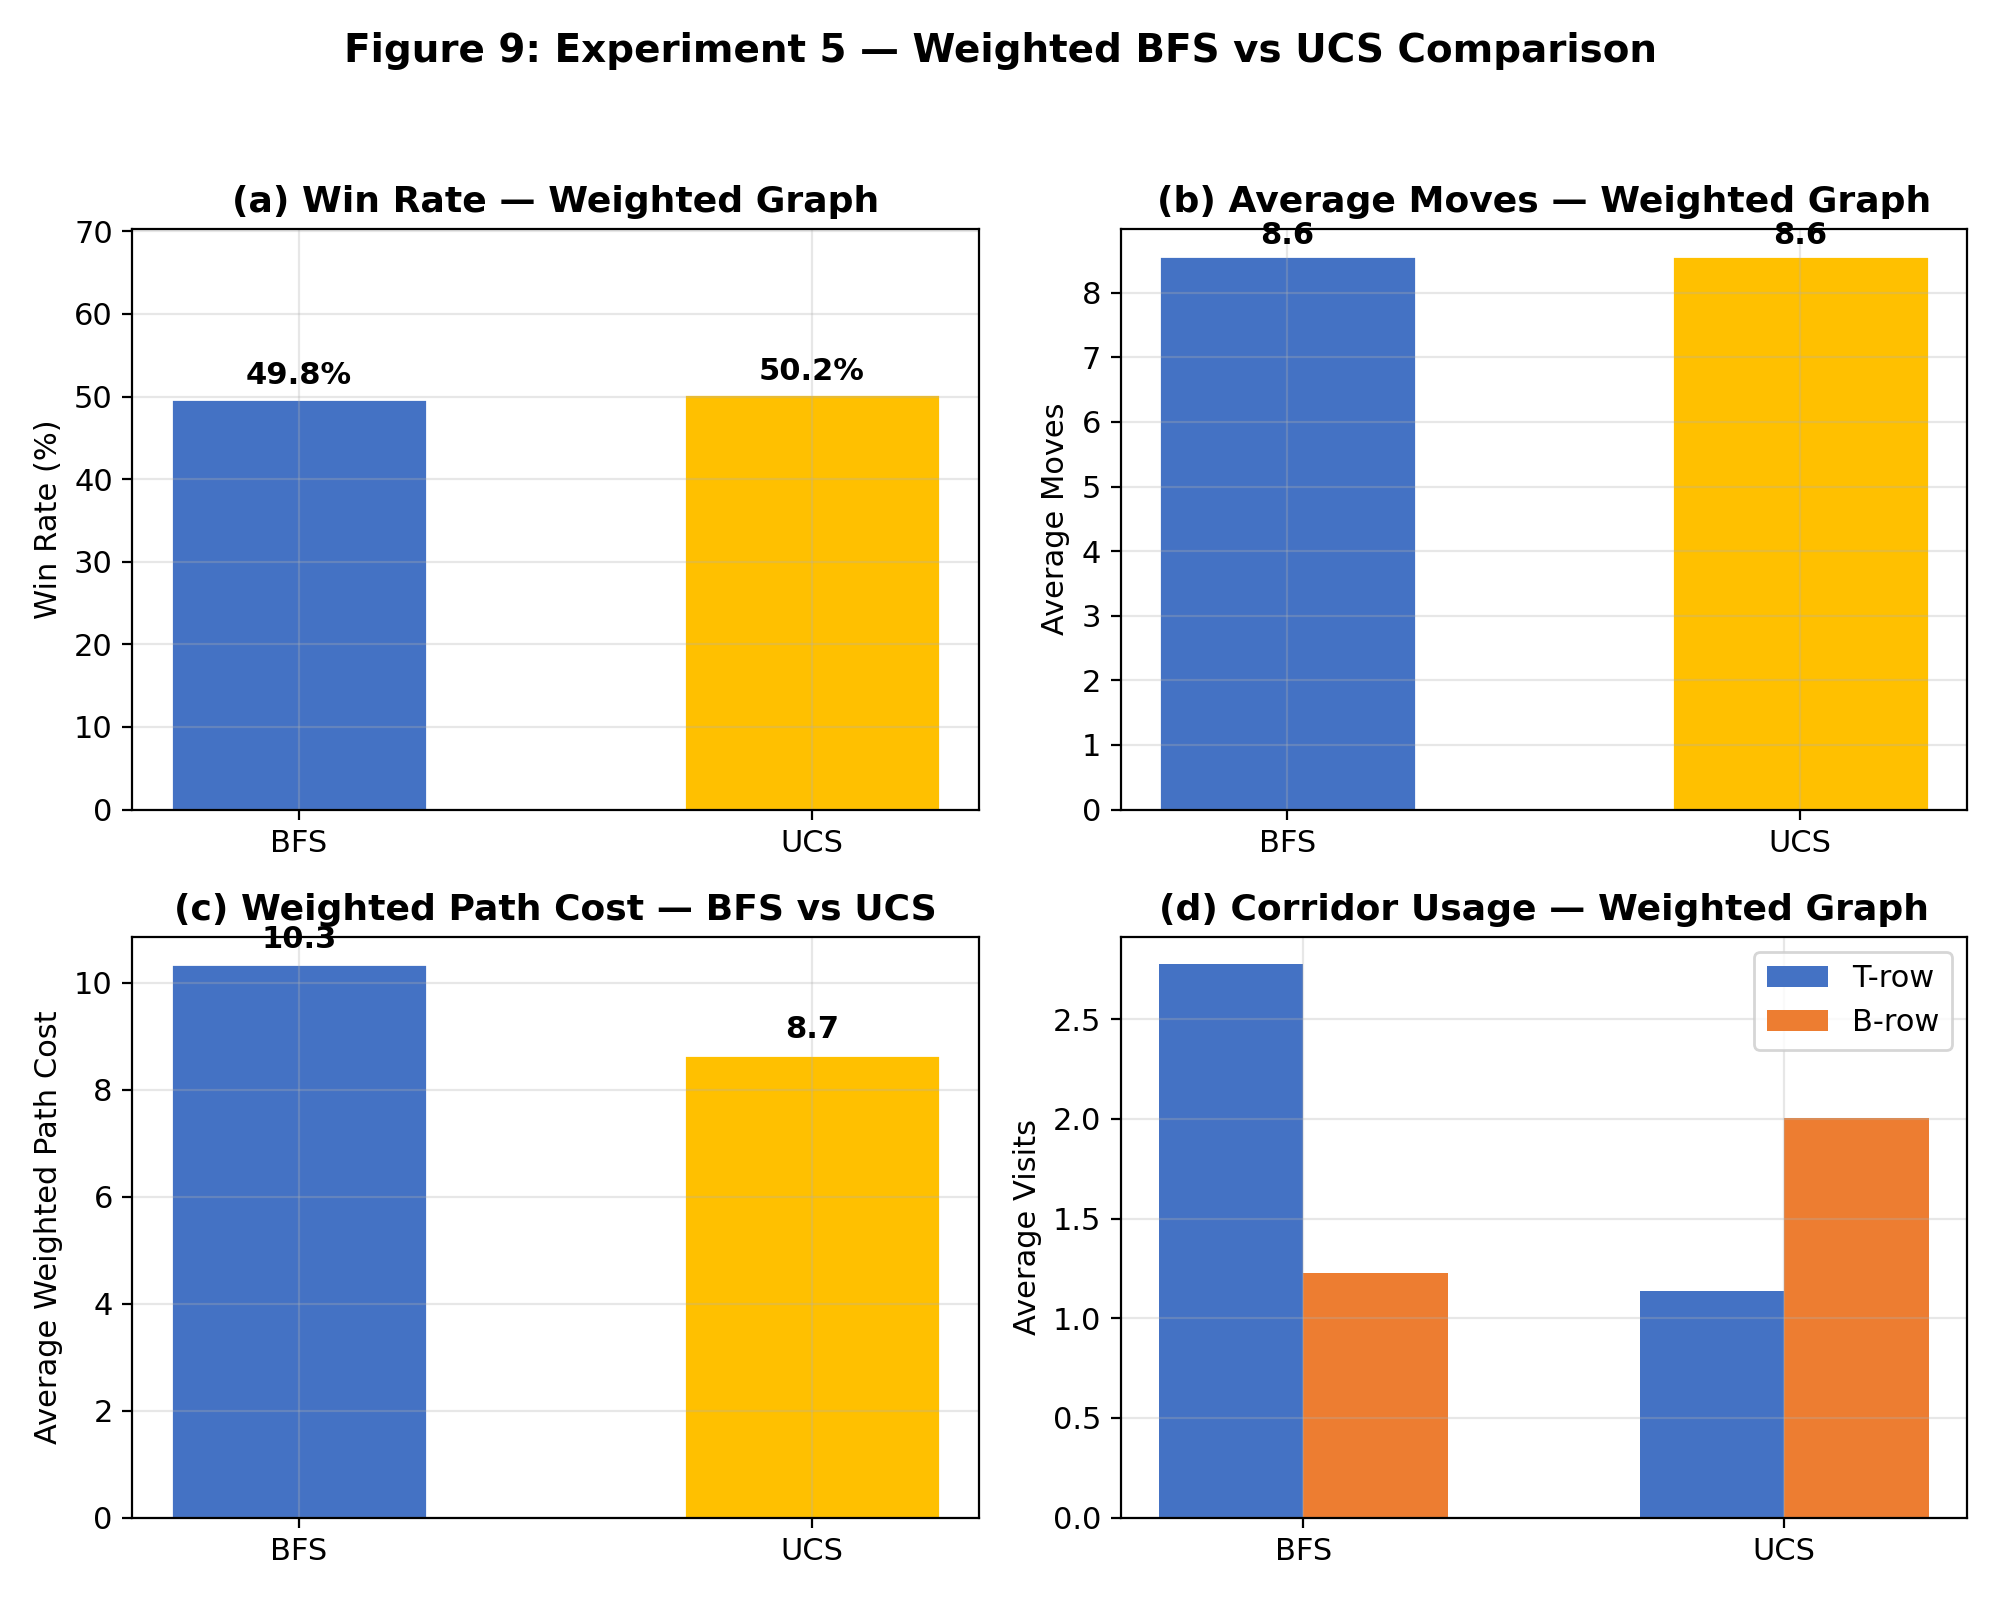 Figure 9: Experiment 5 — Weighted BFS vs UCS Comparison
(a) Win Rate — Weighted Graph
70
60
50
40
30
20
10
0
Win Rate (%)
49.8%
50.2%
BFS
UCS
(b) Average Moves — Weighted Graph
8.6
8.6
8
7
6
5
4
3
2
1
0
Average Moves
BFS
UCS
(c) Weighted Path Cost — BFS vs UCS
10.3
8.7
10
8
6
4
2
0
Average Weighted Path Cost
BFS
UCS
(d) Corridor Usage — Weighted Graph
T-row
B-row
2.5
2.0
1.5
1.0
0.5
0.0
Average Visits
BFS
UCS